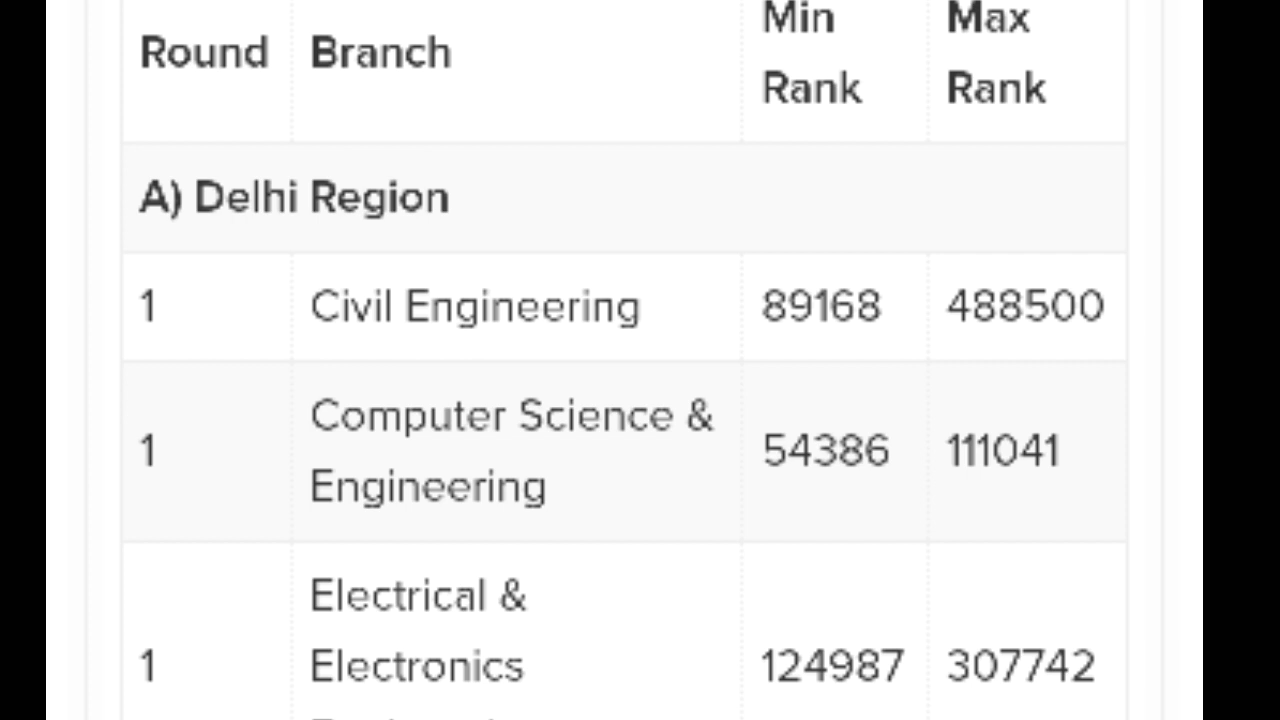 Round Branch Min Rank Max Rank
A) Delhi Region
1 Civil Engineering 89168 488500
1 Computer Science & Engineering 54386 111041
1 Electrical & Electronics 124987 307742